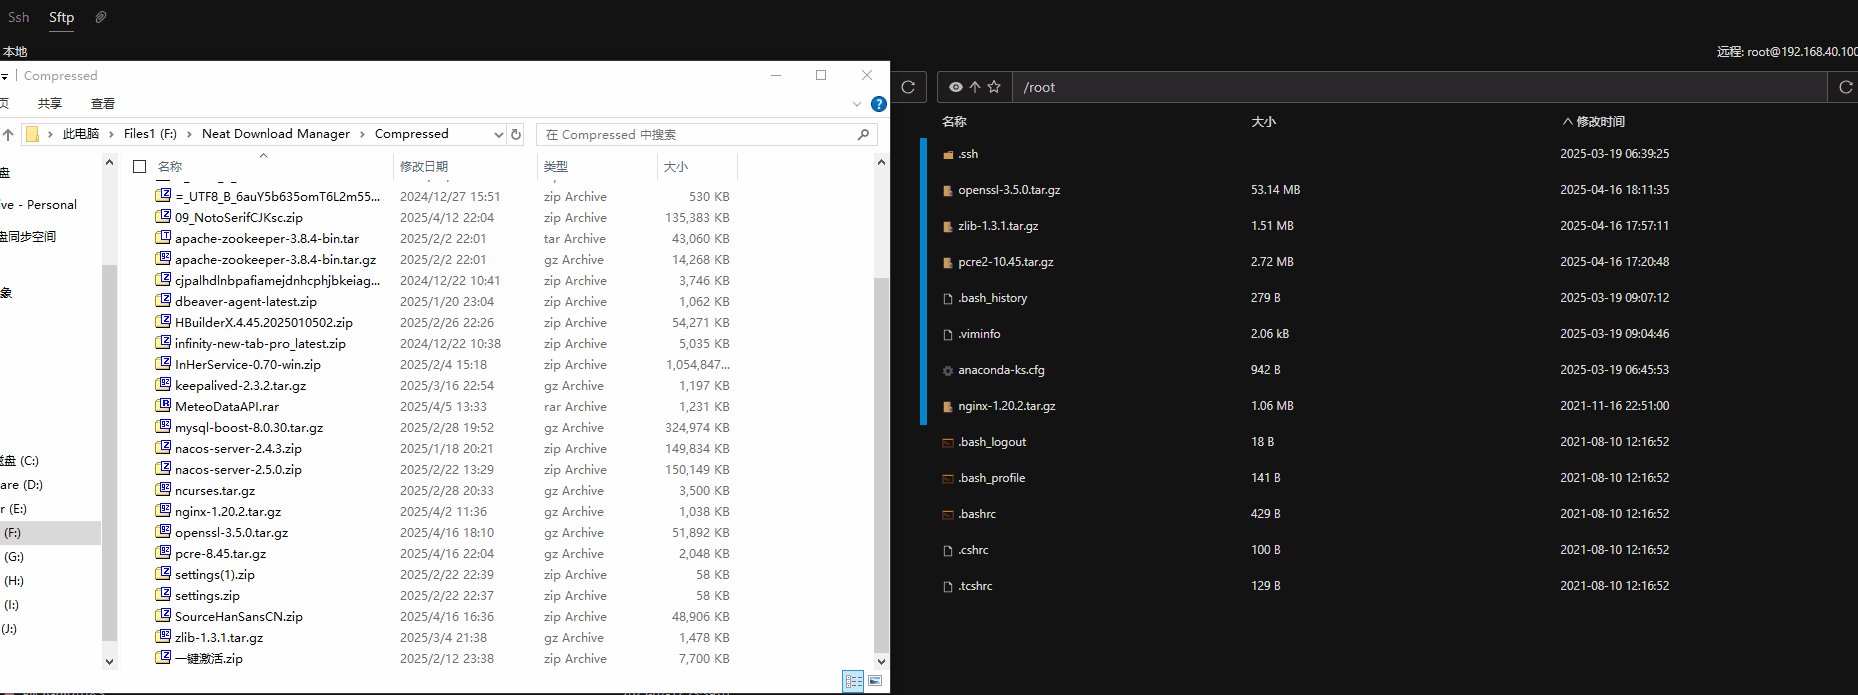 Ssh Sftp
本地
远程: root@192.168.40.100
Compressed
页 共享 查看
/root
此电脑 Files1 (F:) Neat Download Manager Compressed
在 Compressed 中搜索
盘
ive - Personal
盘同步空间
象
磁盘 (C:)
are (D:)
r (E:)
(F:)
(G:)
(H:)
(I:)
(J:)
名称 修改日期 类型 大小
=_UTF8_B_6auY5b635omT6L2m55... 2024/12/27 15:51 zip Archive 530 KB
09_NotoSerifCJKsc.zip 2025/4/12 22:04 zip Archive 135,383 KB
apache-zookeeper-3.8.4-bin.tar 2025/2/2 22:01 tar Archive 43,060 KB
apache-zookeeper-3.8.4-bin.tar.gz 2025/2/2 22:01 gz Archive 14,268 KB
cjpalhdlnbpafiamejdnhcphjbkeiag... 2024/12/22 10:41 zip Archive 3,746 KB
dbeaver-agent-latest.zip 2025/1/20 23:04 zip Archive 1,062 KB
HBuilderX.4.45.2025010502.zip 2025/2/26 22:26 zip Archive 54,271 KB
infinity-new-tab-pro_latest.zip 2024/12/22 10:38 zip Archive 5,035 KB
InHerService-0.70-win.zip 2025/2/4 15:18 zip Archive 1,054,847...
keepalived-2.3.2.tar.gz 2025/3/16 22:54 gz Archive 1,197 KB
MeteoDataAPI.rar 2025/4/5 13:33 rar Archive 1,231 KB
mysql-boost-8.0.30.tar.gz 2025/2/28 19:52 gz Archive 324,974 KB
nacos-server-2.4.3.zip 2025/1/18 20:21 zip Archive 149,834 KB
nacos-server-2.5.0.zip 2025/2/22 13:29 zip Archive 150,149 KB
ncurses.tar.gz 2025/2/28 20:33 gz Archive 3,500 KB
nginx-1.20.2.tar.gz 2025/4/2 11:36 gz Archive 1,038 KB
openssl-3.5.0.tar.gz 2025/4/16 18:10 gz Archive 51,892 KB
pcre-8.45.tar.gz 2025/4/16 22:04 gz Archive 2,048 KB
settings(1).zip 2025/2/22 22:39 zip Archive 58 KB
settings.zip 2025/2/22 22:37 zip Archive 58 KB
SourceHanSansCN.zip 2025/4/16 16:36 zip Archive 48,906 KB
zlib-1.3.1.tar.gz 2025/3/4 21:38 gz Archive 1,478 KB
一键激活.zip 2025/2/12 23:38 zip Archive 7,700 KB
名称 大小 修改时间
.ssh 2025-03-19 06:39:25
openssl-3.5.0.tar.gz 53.14 MB 2025-04-16 18:11:35
zlib-1.3.1.tar.gz 1.51 MB 2025-04-16 17:57:11
pcre2-10.45.tar.gz 2.72 MB 2025-04-16 17:20:48
.bash_history 279 B 2025-03-19 09:07:12
.viminfo 2.06 kB 2025-03-19 09:04:46
anaconda-ks.cfg 942 B 2025-03-19 06:45:53
nginx-1.20.2.tar.gz 1.06 MB 2021-11-16 22:51:00
.bash_logout 18 B 2021-08-10 12:16:52
.bash_profile 141 B 2021-08-10 12:16:52
.bashrc 429 B 2021-08-10 12:16:52
.cshrc 100 B 2021-08-10 12:16:52
.tcshrc 129 B 2021-08-10 12:16:52